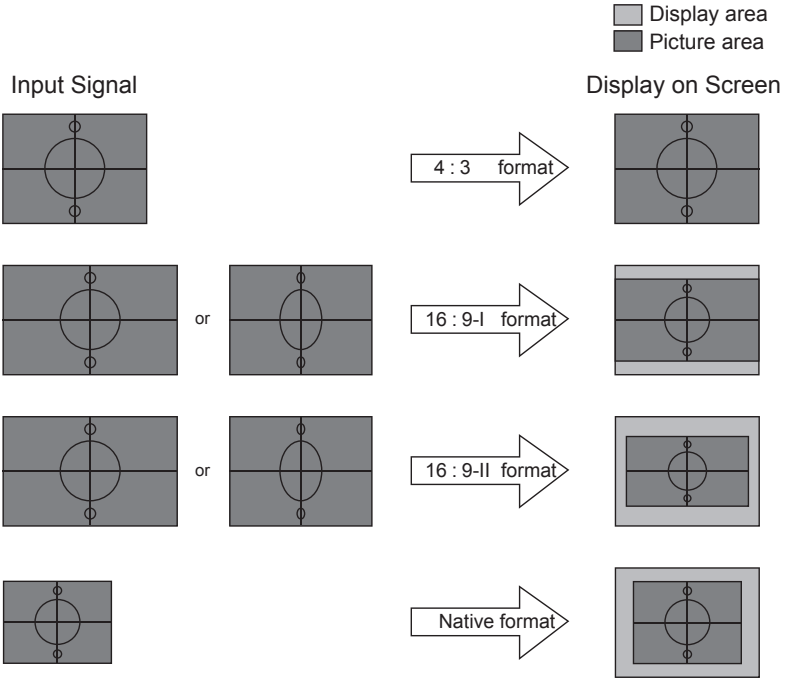 Display area
Picture area
Input Signal
Display on Screen
4 : 3 format
or
16 : 9-I format
or
16 : 9-II format
Native format